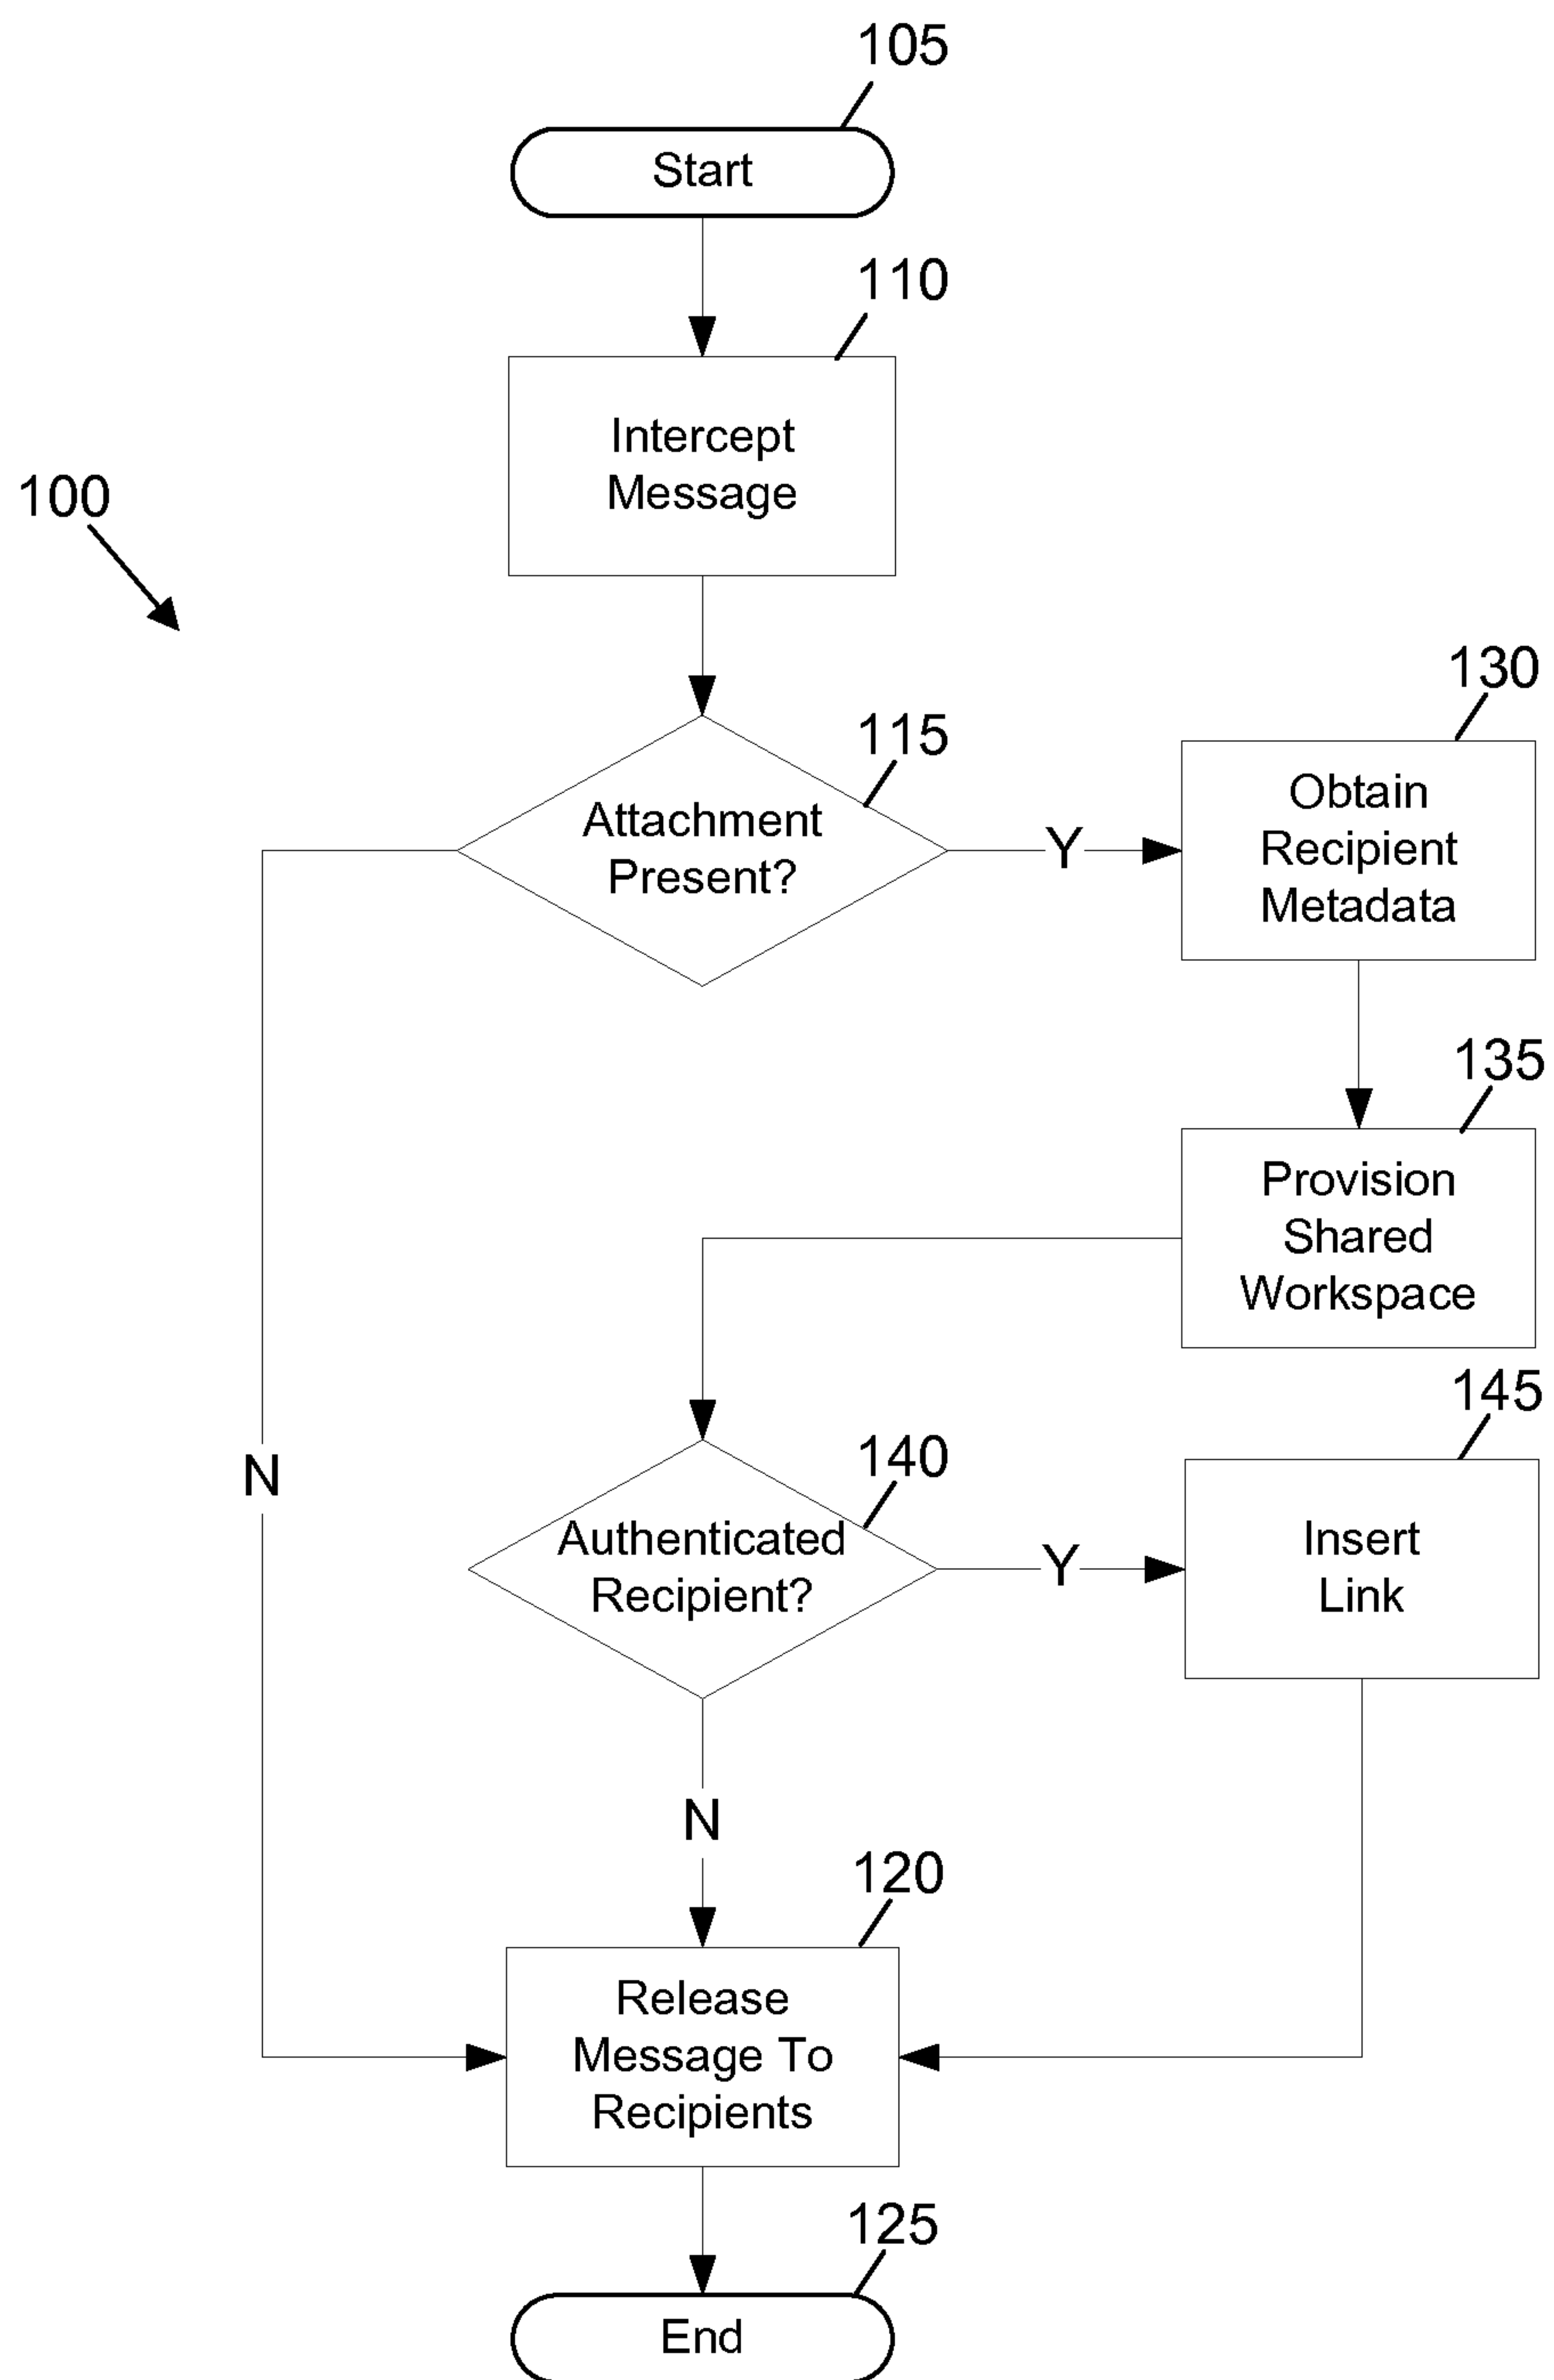 105
Start
110
Intercept
Message
100
115
Attachment
Present?
Y
130
Obtain
Recipient
Metadata
135
Provision
Shared
Workspace
N
140
Authenticated
Recipient?
Y
145
Insert
Link
N
120
Release
Message To
Recipients
125
End